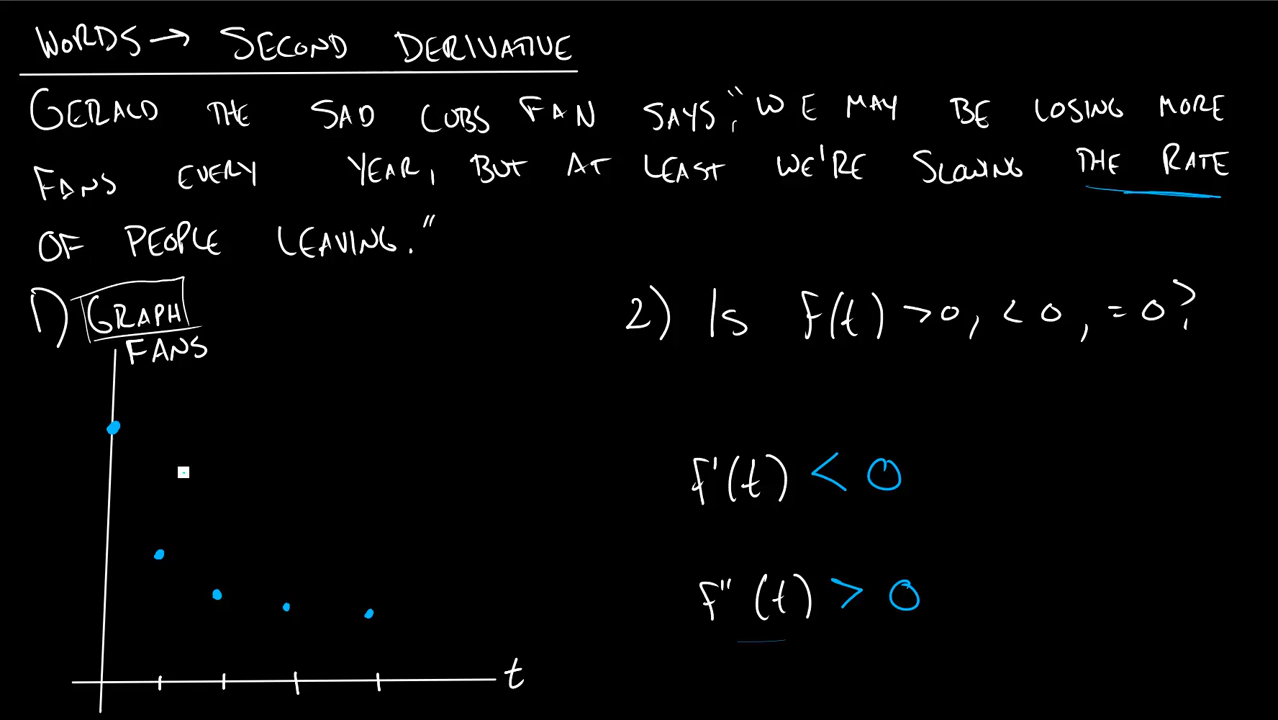 WORDS → SECOND DERIVATIVE
GERALD THE SAD CUBS FAN SAYS, "WE MAY BE LOSING MORE
FANS EVERY YEAR, BUT AT LEAST WE'RE SLOWING THE RATE
OF PEOPLE LEAVING."
1) GRAPH
2) Is f(t) >0, <0, =0?
FANS
f'(t) < 0
f"(t) > 0
t